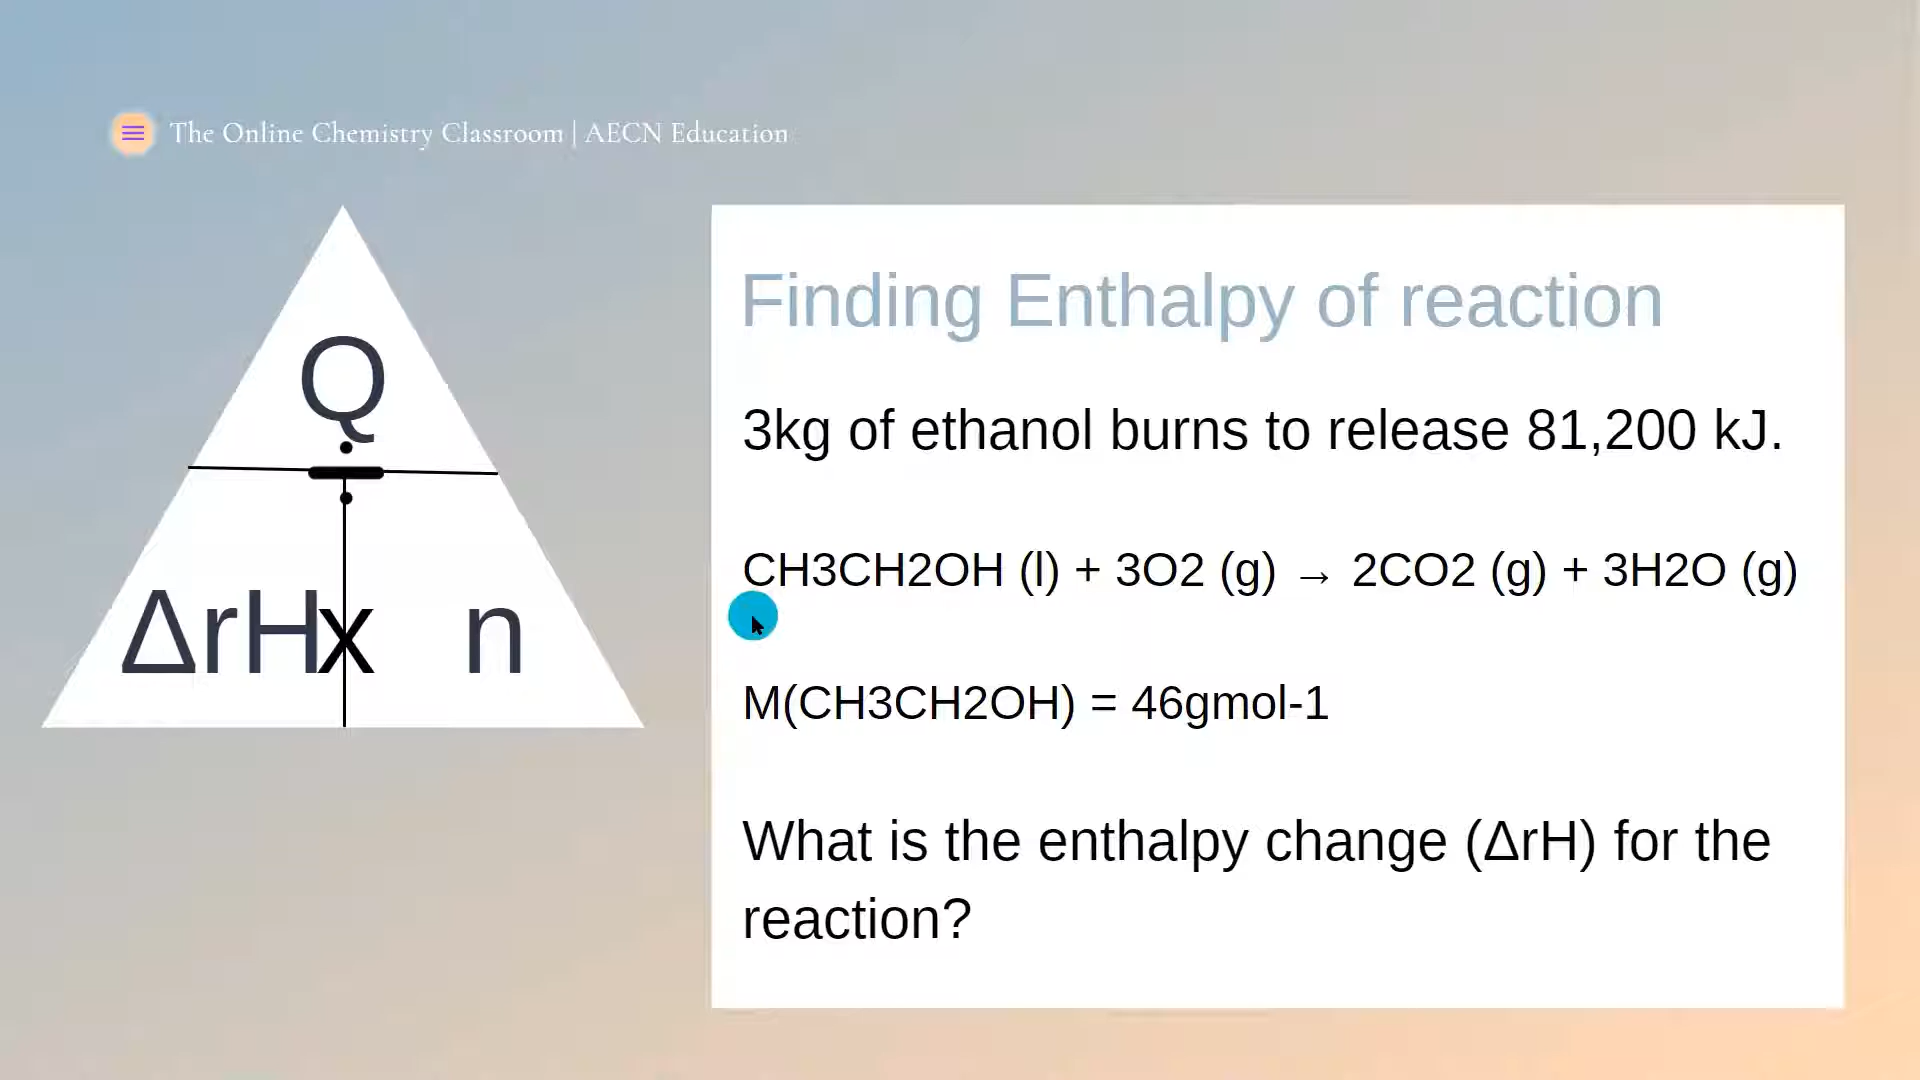 The Online Chemistry Classroom | AECN Education
Q
ΔrH x n
Finding Enthalpy of reaction
3kg of ethanol burns to release 81,200 kJ.
CH3CH2OH (l) + 3O2 (g) → 2CO2 (g) + 3H2O (g)
M(CH3CH2OH) = 46gmol-1
What is the enthalpy change (ΔrH) for the
reaction?